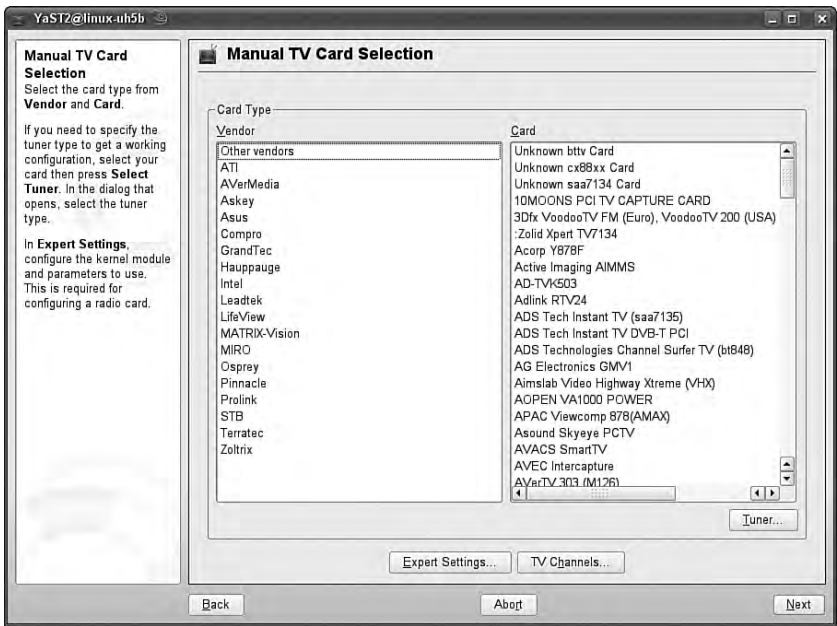 YaST2@linux-uh5b
Manual TV Card
Selection
Select the card type from
Vendor and Card.
If you need to specify the
tuner type to get a working
configuration, select your
card then press Select
Tuner. In the dialog that
opens, select the tuner
type.
In Expert Settings,
configure the kernel module
and parameters to use.
This is required for
configuring a radio card.
Manual TV Card Selection
Card Type
Vendor
Other vendors
ATI
AVerMedia
Askey
Asus
Compro
GrandTec
Hauppauge
Intel
Leadtek
LifeView
MATRIX-Vision
MIRO
Osprey
Pinnacle
Prolink
STB
Terratec
Zoltrix
Card
Unknown bttv Card
Unknown cx88xx Card
Unknown saa7134 Card
10MOONS PCI TV CAPTURE CARD
3Dfx VoodooTV FM (Euro), VoodooTV 200 (USA)
:Zolid Xpert TV7134
Acorp Y878F
Active Imaging AIMMS
AD-TVK503
Adlink RTV24
ADS Tech Instant TV (saa7135)
ADS Tech Instant TV DVB-T PCI
ADS Technologies Channel Surfer TV (bt848)
AG Electronics GMV1
Aimslab Video Highway Xtreme (VHX)
AOPEN VA1000 POWER
APAC Viewcomp 878(AMAX)
Asound Skyeye PCTV
AVACS SmartTV
AVEC Intercapture
AVerTV 303 (M126)
Tuner...
Expert Settings... TV Channels...
Back Abort Next